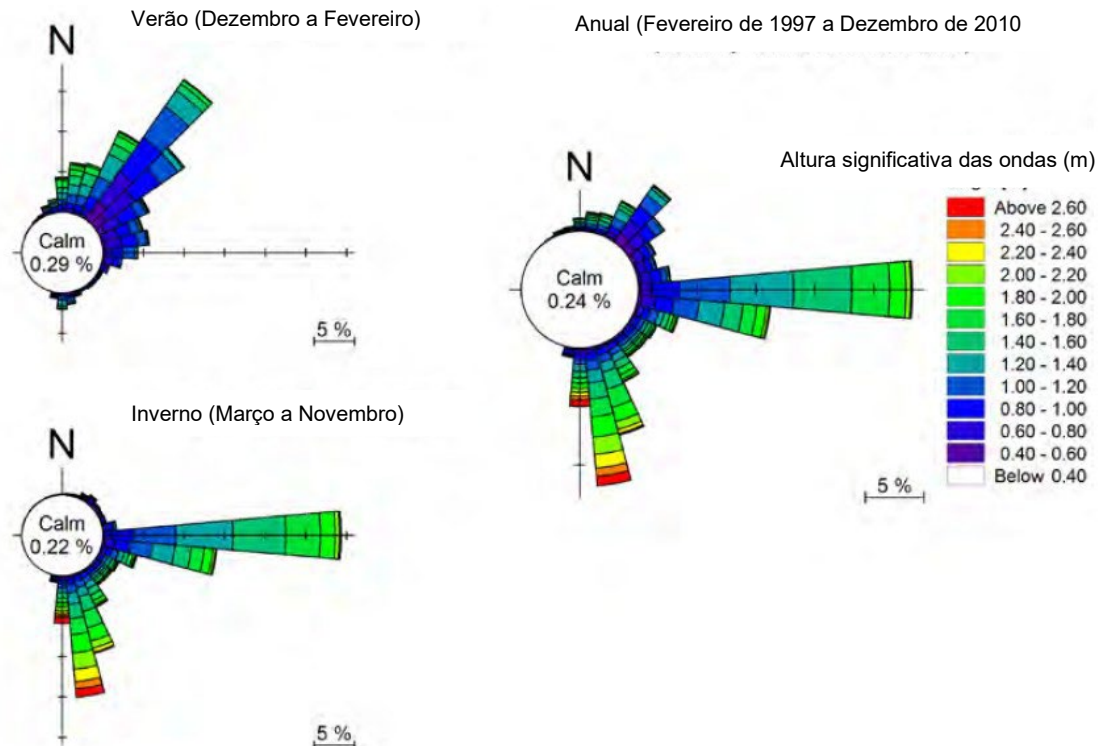 Verão (Dezembro a Fevereiro)
N
Calm
0.29 %
5 %
Anual (Fevereiro de 1997 a Dezembro de 2010
N
Calm
0.24 %
5 %
Altura significativa das ondas (m)
Above 2.60
2.40 - 2.60
2.20 - 2.40
2.00 - 2.20
1.80 - 2.00
1.60 - 1.80
1.40 - 1.60
1.20 - 1.40
1.00 - 1.20
0.80 - 1.00
0.60 - 0.80
0.40 - 0.60
Below 0.40
Inverno (Março a Novembro)
N
Calm
0.22 %
5 %